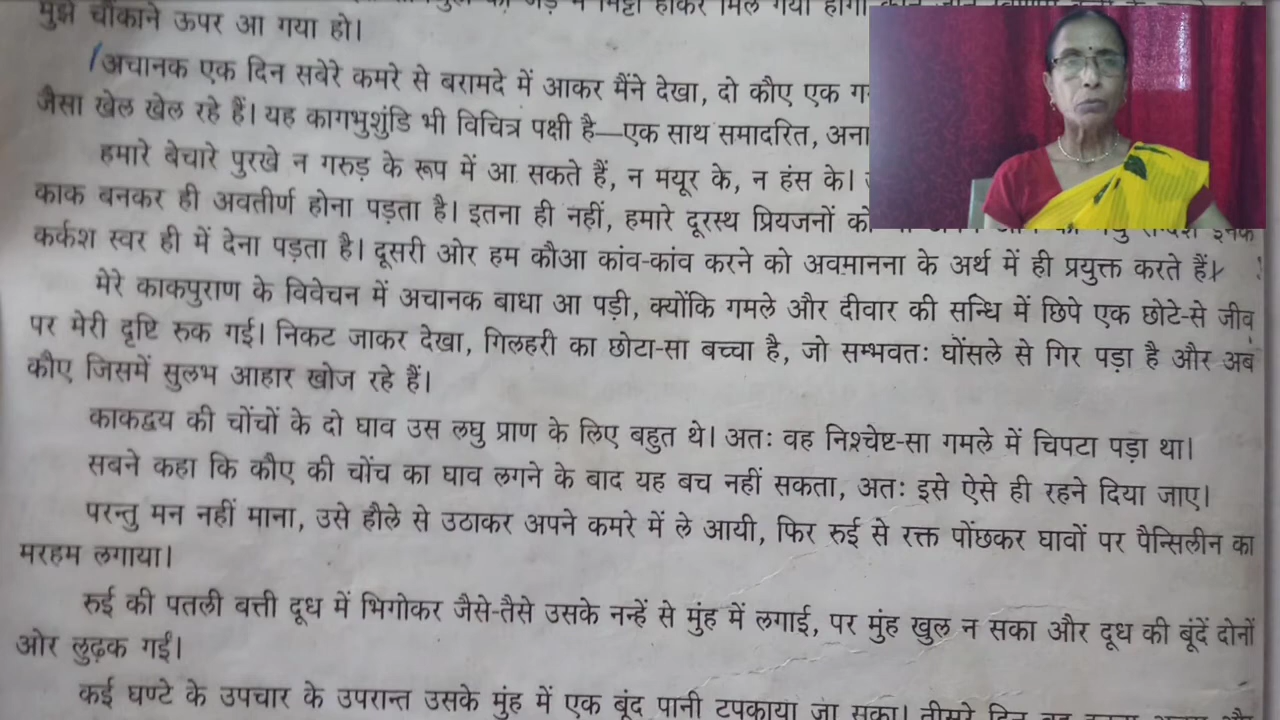 मुझे चौंकाने ऊपर आ गया हो।
अचानक एक दिन सबेरे कमरे से बरामदे में आकर मैंने देखा, दो कौए एक
जैसा खेल खेल रहे हैं। यह कागभुशुंडि भी विचित्र पक्षी है—एक साथ समादरित,
हमारे बेचारे पुरखे न गरुड़ के रूप में आ सकते हैं, न मयूर के, न हंस के।
काक बनकर ही अवतीर्ण होना पड़ता है। इतना ही नहीं, हमारे दूरस्थ प्रियजनों को
कर्कश स्वर ही में देना पड़ता है। दूसरी ओर हम कौआ कांव-कांव करने को अवमानना के अर्थ में ही प्रयुक्त करते हैं।
मेरे काकपुराण के विवेचन में अचानक बाधा आ पड़ी, क्योंकि गमले और दीवार की सन्धि में छिपे एक छोटे-से जीव
पर मेरी दृष्टि रुक गई। निकट जाकर देखा, गिलहरी का छोटा-सा बच्चा है, जो सम्भवतः घोंसले से गिर पड़ा है और अब
कौए जिसमें सुलभ आहार खोज रहे हैं।
काकद्वय की चोंचों के दो घाव उस लघु प्राण के लिए बहुत थे। अतः वह निश्चेष्ट-सा गमले में चिपटा पड़ा था।
सबने कहा कि कौए की चोंच का घाव लगने के बाद यह बच नहीं सकता, अतः इसे ऐसे ही रहने दिया जाए।
परन्तु मन नहीं माना, उसे हौले से उठाकर अपने कमरे में ले आयी, फिर रुई से रक्त पोंछकर घावों पर पैन्सिलीन का
मरहम लगाया।
रुई की पतली बत्ती दूध में भिगोकर जैसे-तैसे उसके नन्हें से मुंह में लगाई, पर मुंह खुल न सका और दूध की बूंदें दोनों
ओर लुढ़क गईं।
कई घण्टे के उपचार के उपरान्त उसके मुंह में एक बूंद पानी टपकाया जा सका। तीसरे दिन वह